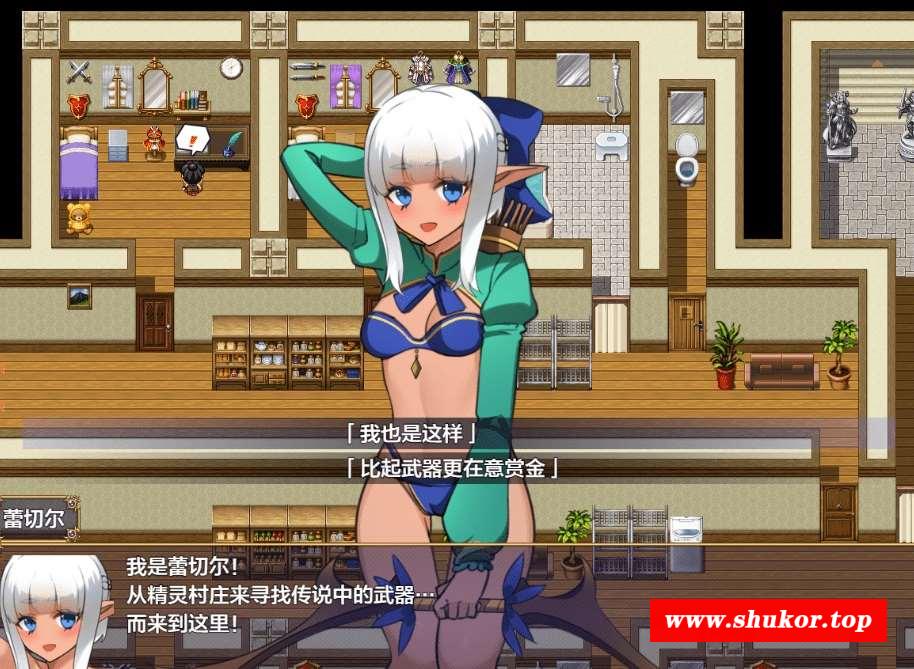 「我也是这样」
「比起武器更在意赏金」
蕾切尔
我是蕾切尔！
从精灵村庄来寻找传说中的武器…
而来到这里！
www.shukor.top